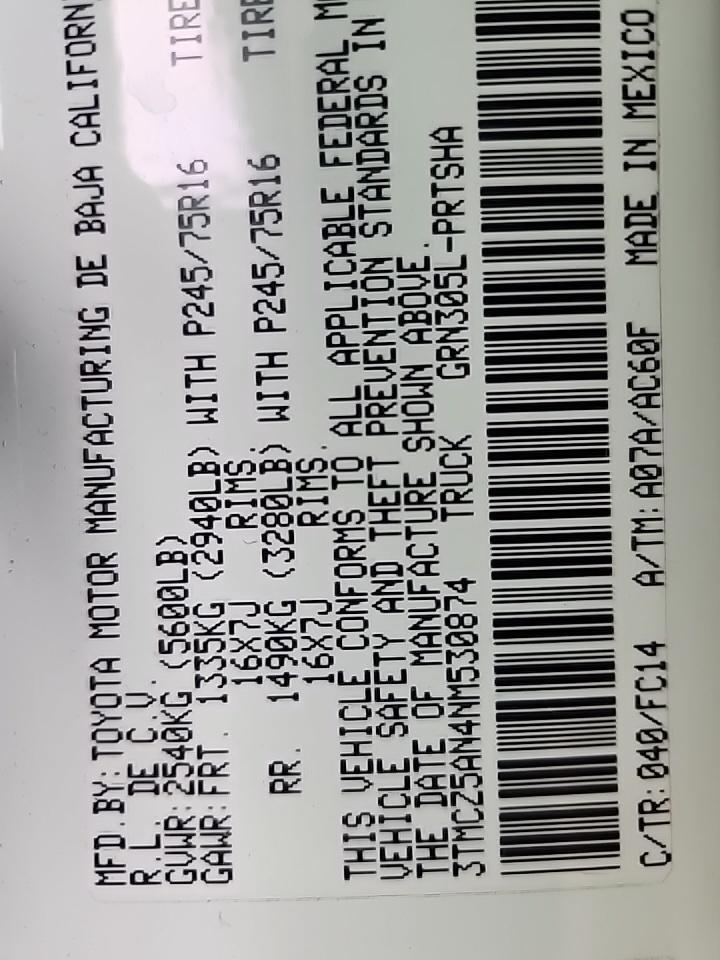 MFD.BY:TOYOTA MOTOR MANUFACTURING DE BAJA CALIFORN
R.L. DE C.V.
GVWR:2540KG (5600LB)
GAWR:FRT. 1335KG (2940LB) WITH P245/75R16 TIRE
16X7J RIMS.
RR. 1490KG (3280LB) WITH P245/75R16 TIRE
16X7J RIMS.
THIS VEHICLE CONFORMS TO ALL APPLICABLE FEDERAL M
VEHICLE SAFETY AND THEFT PREVENTION STANDARDS IN
THE DATE OF MANUFACTURE SHOWN ABOVE.
3TMCZ5AN4NM530874 TRUCK GRN305L-PRTSHA
C/TR:040/FC14 A/TM:A07A/AC60F MADE IN MEXICO